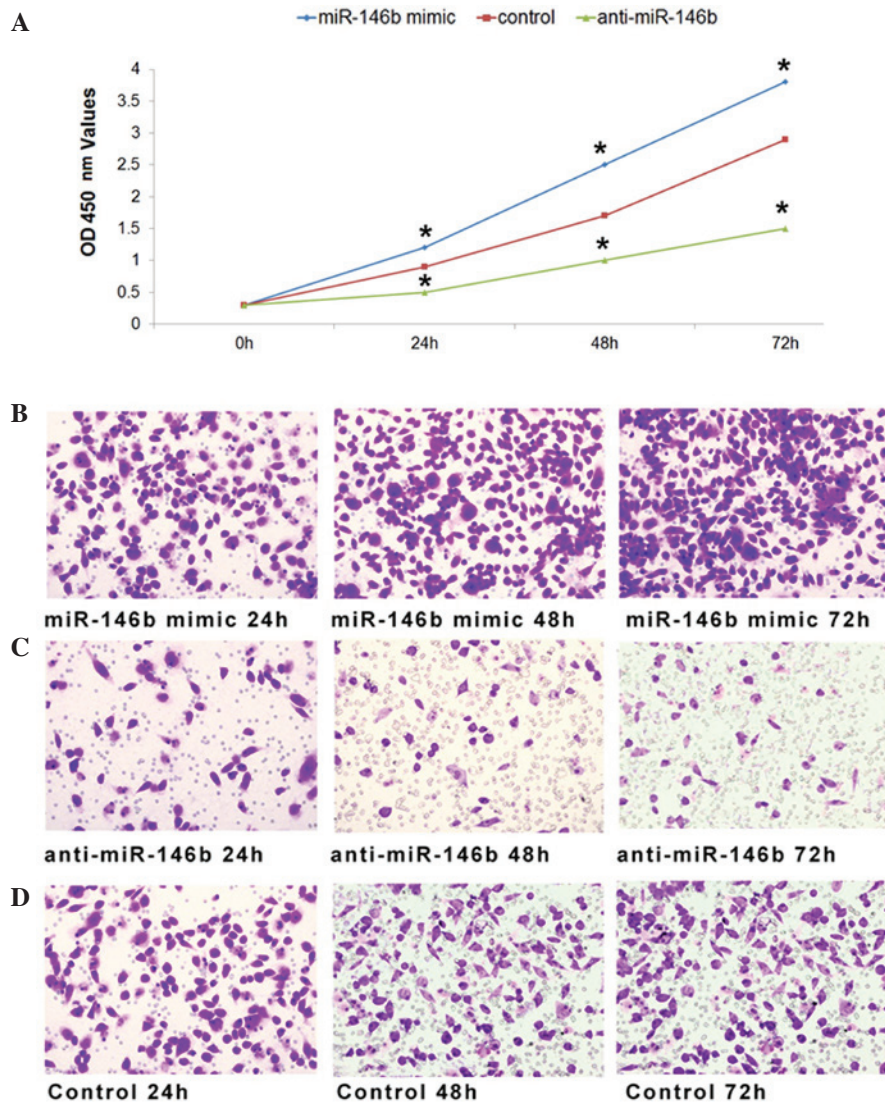 A
miR-146b mimic control anti-miR-146b
OD 450 nm Values
4
3.5
3
2.5
2
1.5
1
0.5
0
* * *
* * *
0h 24h 48h 72h
B
miR-146b mimic 24h miR-146b mimic 48h miR-146b mimic 72h
C
anti-miR-146b 24h anti-miR-146b 48h anti-miR-146b 72h
D
Control 24h Control 48h Control 72h